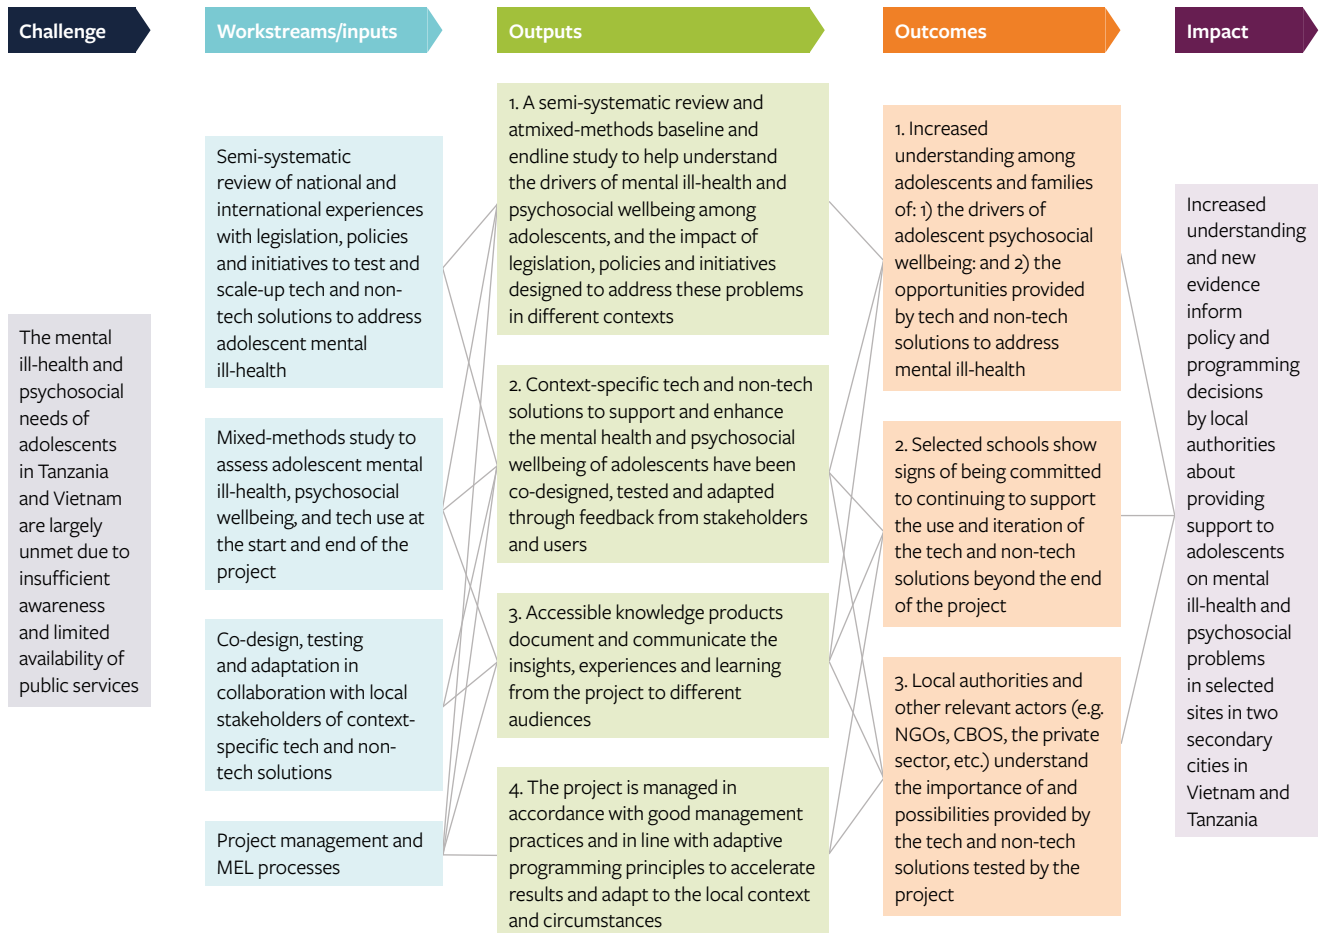 Challenge
Workstreams/inputs
Outputs
Outcomes
Impact
The mental
ill-health and
psychosocial
needs of
adolescents
in Tanzania
and Vietnam
are largely
unmet due to
insufficient
awareness
and limited
availability of
public services
Semi-systematic
review of national and
international experiences
with legislation, policies
and initiatives to test and
scale-up tech and non-
tech solutions to address
adolescent mental
ill-health
Mixed-methods study to
assess adolescent mental
ill-health, psychosocial
wellbeing, and tech use at
the start and end of the
project
Co-design, testing
and adaptation in
collaboration with local
stakeholders of context-
specific tech and non-
tech solutions
Project management and
MEL processes
1. A semi-systematic review and
atmixed-methods baseline and
endline study to help understand
the drivers of mental ill-health and
psychosocial wellbeing among
adolescents, and the impact of
legislation, policies and initiatives
designed to address these problems
in different contexts
2. Context-specific tech and non-tech
solutions to support and enhance
the mental health and psychosocial
wellbeing of adolescents have been
co-designed, tested and adapted
through feedback from stakeholders
and users
3. Accessible knowledge products
document and communicate the
insights, experiences and learning
from the project to different
audiences
4. The project is managed in
accordance with good management
practices and in line with adaptive
programming principles to accelerate
results and adapt to the local context
and circumstances
1. Increased
understanding among
adolescents and families
of: 1) the drivers of
adolescent psychosocial
wellbeing: and 2) the
opportunities provided
by tech and non-tech
solutions to address
mental ill-health
2. Selected schools show
signs of being committed
to continuing to support
the use and iteration of
the tech and non-tech
solutions beyond the end
of the project
3. Local authorities and
other relevant actors (e.g.
NGOs, CBOS, the private
sector, etc.) understand
the importance of and
possibilities provided by
the tech and non-tech
solutions tested by the
project
Increased
understanding
and new
evidence
inform
policy and
programming
decisions
by local
authorities
about
providing
support to
adolescents
on mental
ill-health and
psychosocial
problems
in selected
sites in two
secondary
cities in
Vietnam and
Tanzania